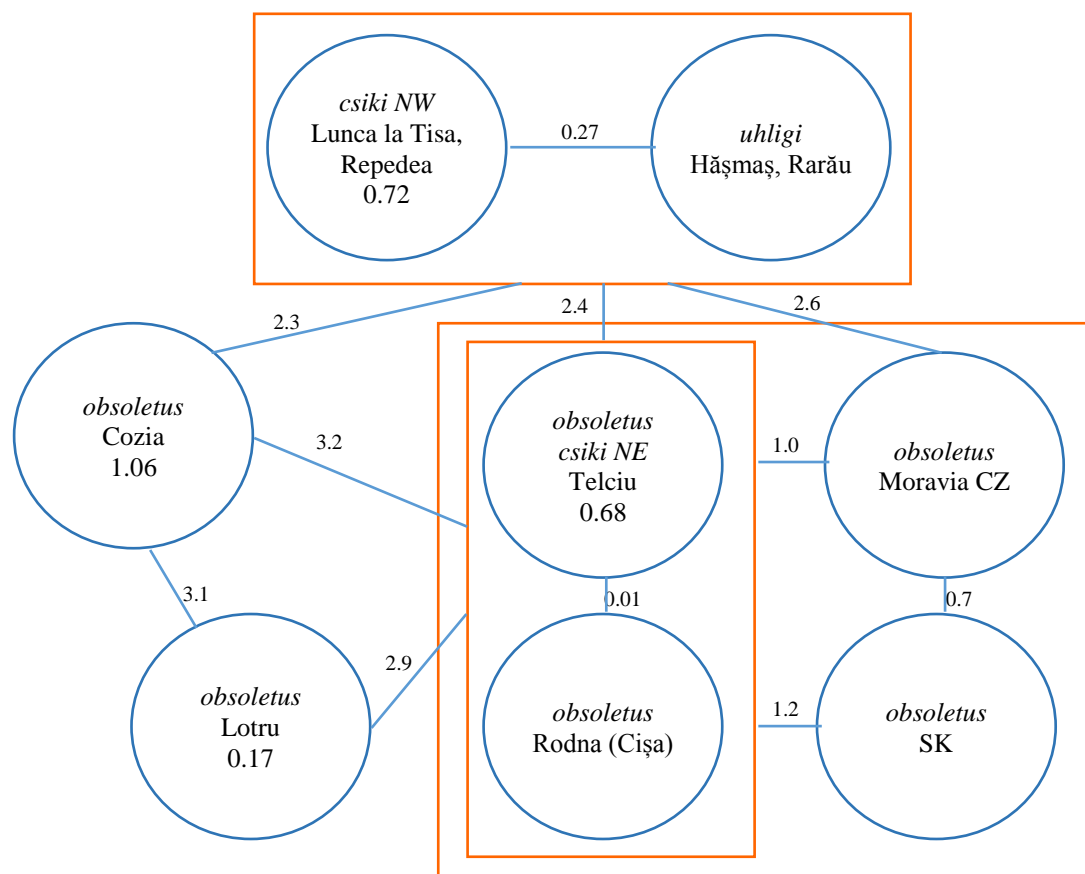 csiki NW
Lunca la Tisa,
Repedea
0.72
0.27
uhligi
Hășmaș, Rarău
2.3
2.4
2.6
obsoletus
Cozia
1.06
3.2
obsoletus
csiki NE
Telciu
0.68
1.0
obsoletus
Moravia CZ
3.1
0.01
0.7
obsoletus
Lotru
0.17
2.9
obsoletus
Rodna (Cișa)
1.2
obsoletus
SK